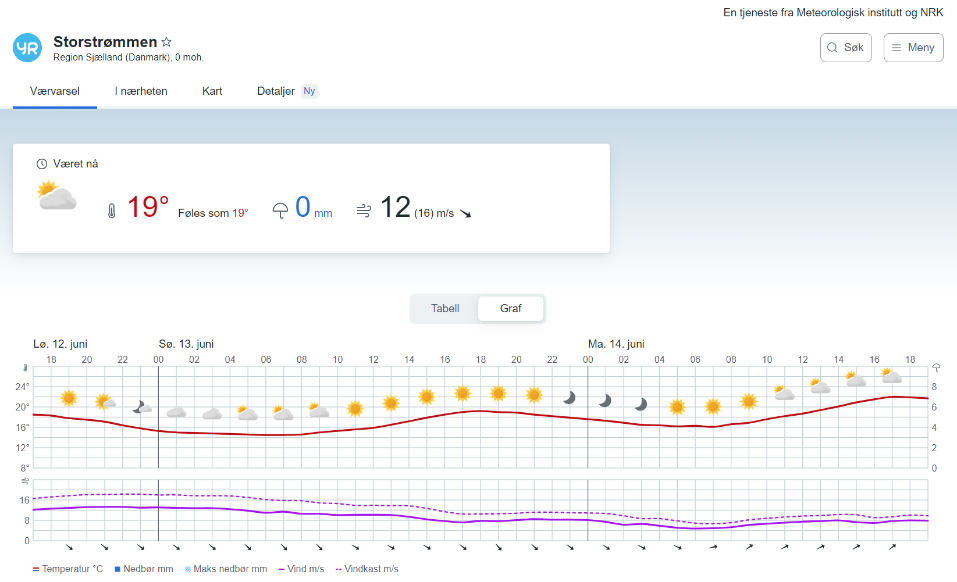 En tjeneste fra Meteorologisk institutt og NRK
YR
Storstrømmen
Region Sjælland (Danmark), 0 moh.
Søk
Meny
Værvarsel I nærheten Kart Detaljer Ny
Været nå
19° Føles som 19° 0 mm 12 (16) m/s
Tabell Graf
Lø. 12. juni Sø. 13. juni Ma. 14. juni
18 20 22 00 02 04 06 08 10 12 14 16 18 20 22 00 02 04 06 08 10 12 14 16 18
24° 8
20° 6
16° 4
12° 2
8° 0
16
8
0
Temperatur °C Nedbør mm Maks nedbør mm Vind m/s Vindkast m/s